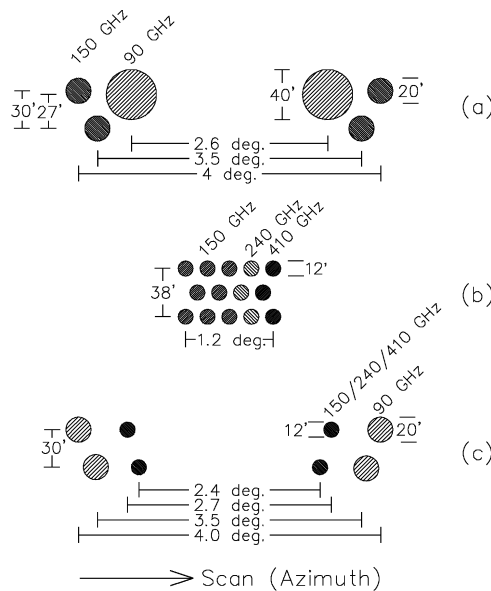 150 GHz
90 GHz
30'
27'
40'
20'
(a)
2.6 deg.
3.5 deg.
4 deg.
150 GHz
240 GHz
410 GHz
38'
12'
(b)
1.2 deg.
150/240/410 GHz
90 GHz
30'
12'
20'
(c)
2.4 deg.
2.7 deg.
3.5 deg.
4.0 deg.
Scan (Azimuth)